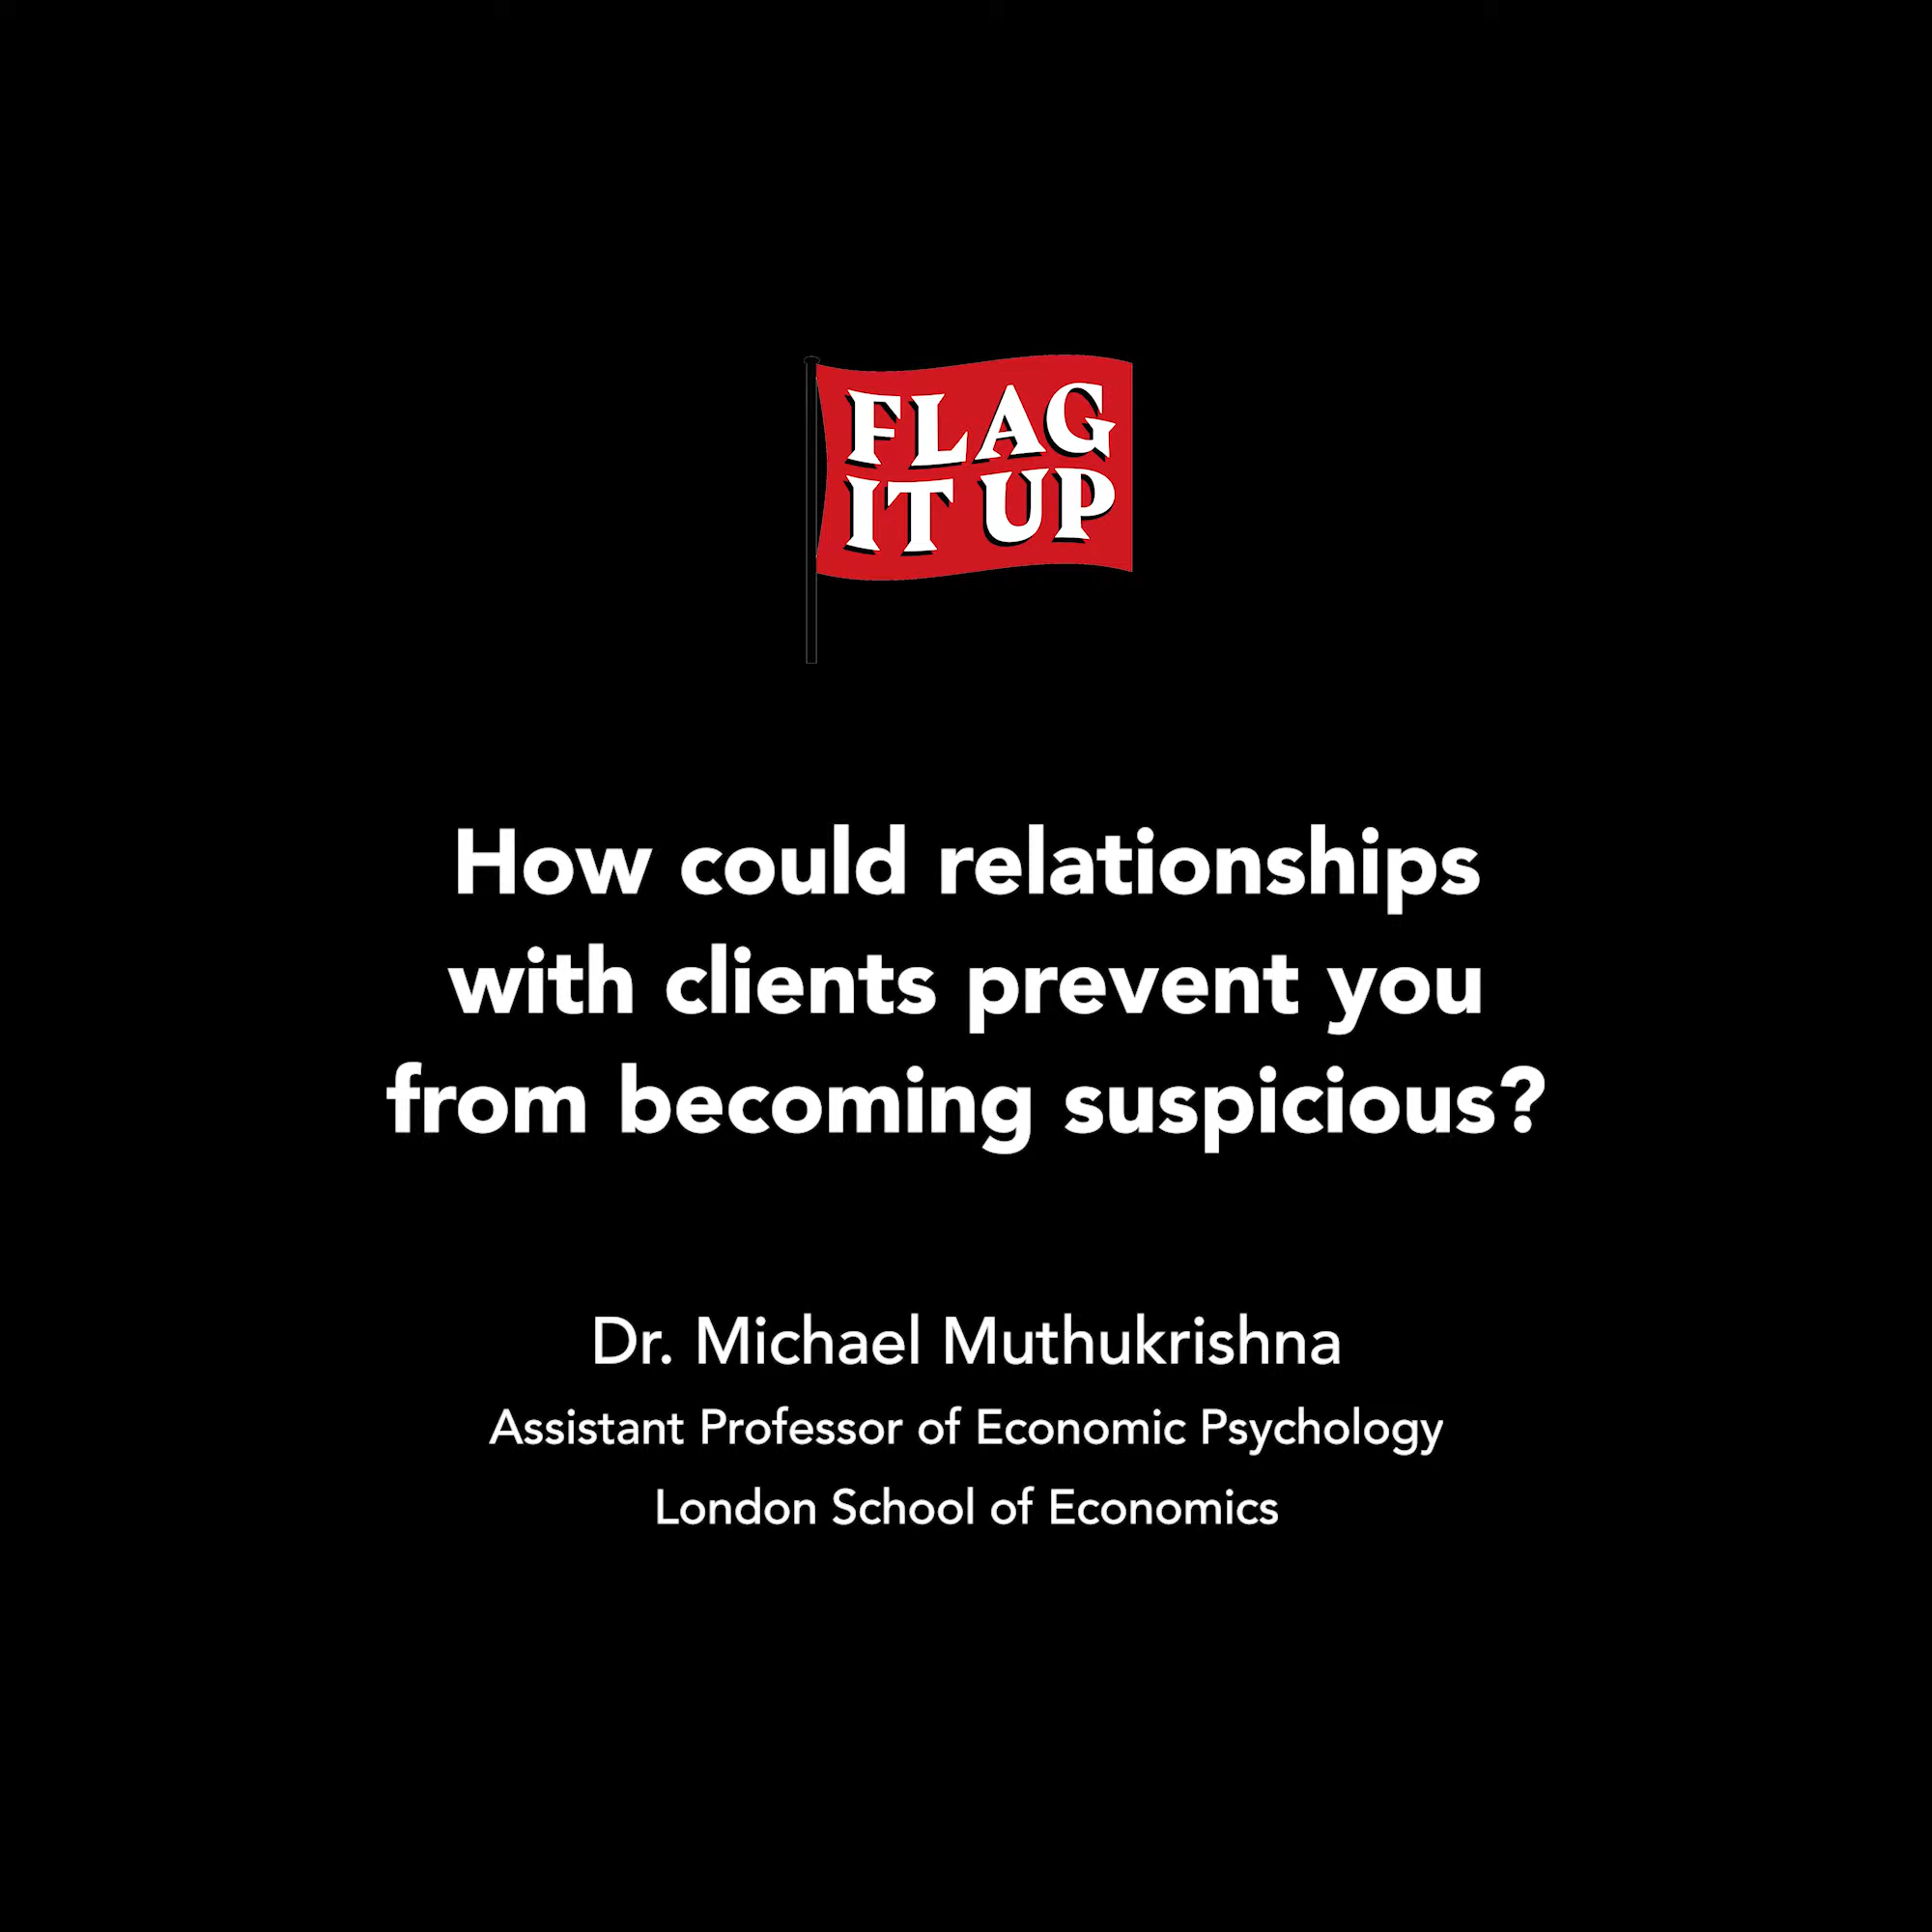 FLAG
IT UP
How could relationships
with clients prevent you
from becoming suspicious?
Dr. Michael Muthukrishna
Assistant Professor of Economic Psychology
London School of Economics